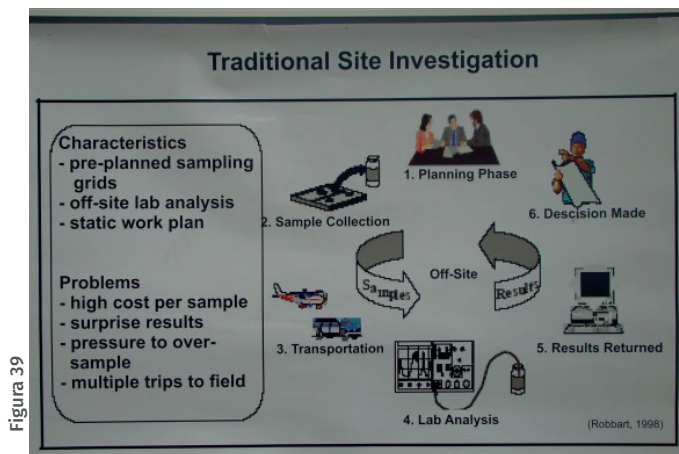 Traditional Site Investigation
Characteristics
- pre-planned sampling
grids
- off-site lab analysis
- static work plan
Problems
- high cost per sample
- surprise results
- pressure to over-
sample
- multiple trips to field
1. Planning Phase
2. Sample Collection
3. Transportation
4. Lab Analysis
5. Results Returned
6. Descision Made
Samples
Off-Site
Results
(Robbart, 1998)
Figura 39